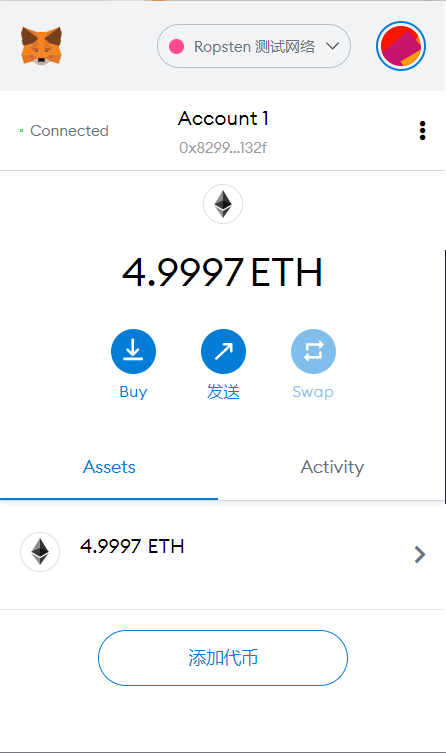 Ropsten 测试网络
Connected
Account 1
0x8299...132f
4.9997 ETH
Buy
发送
Swap
Assets
Activity
4.9997 ETH
添加代币